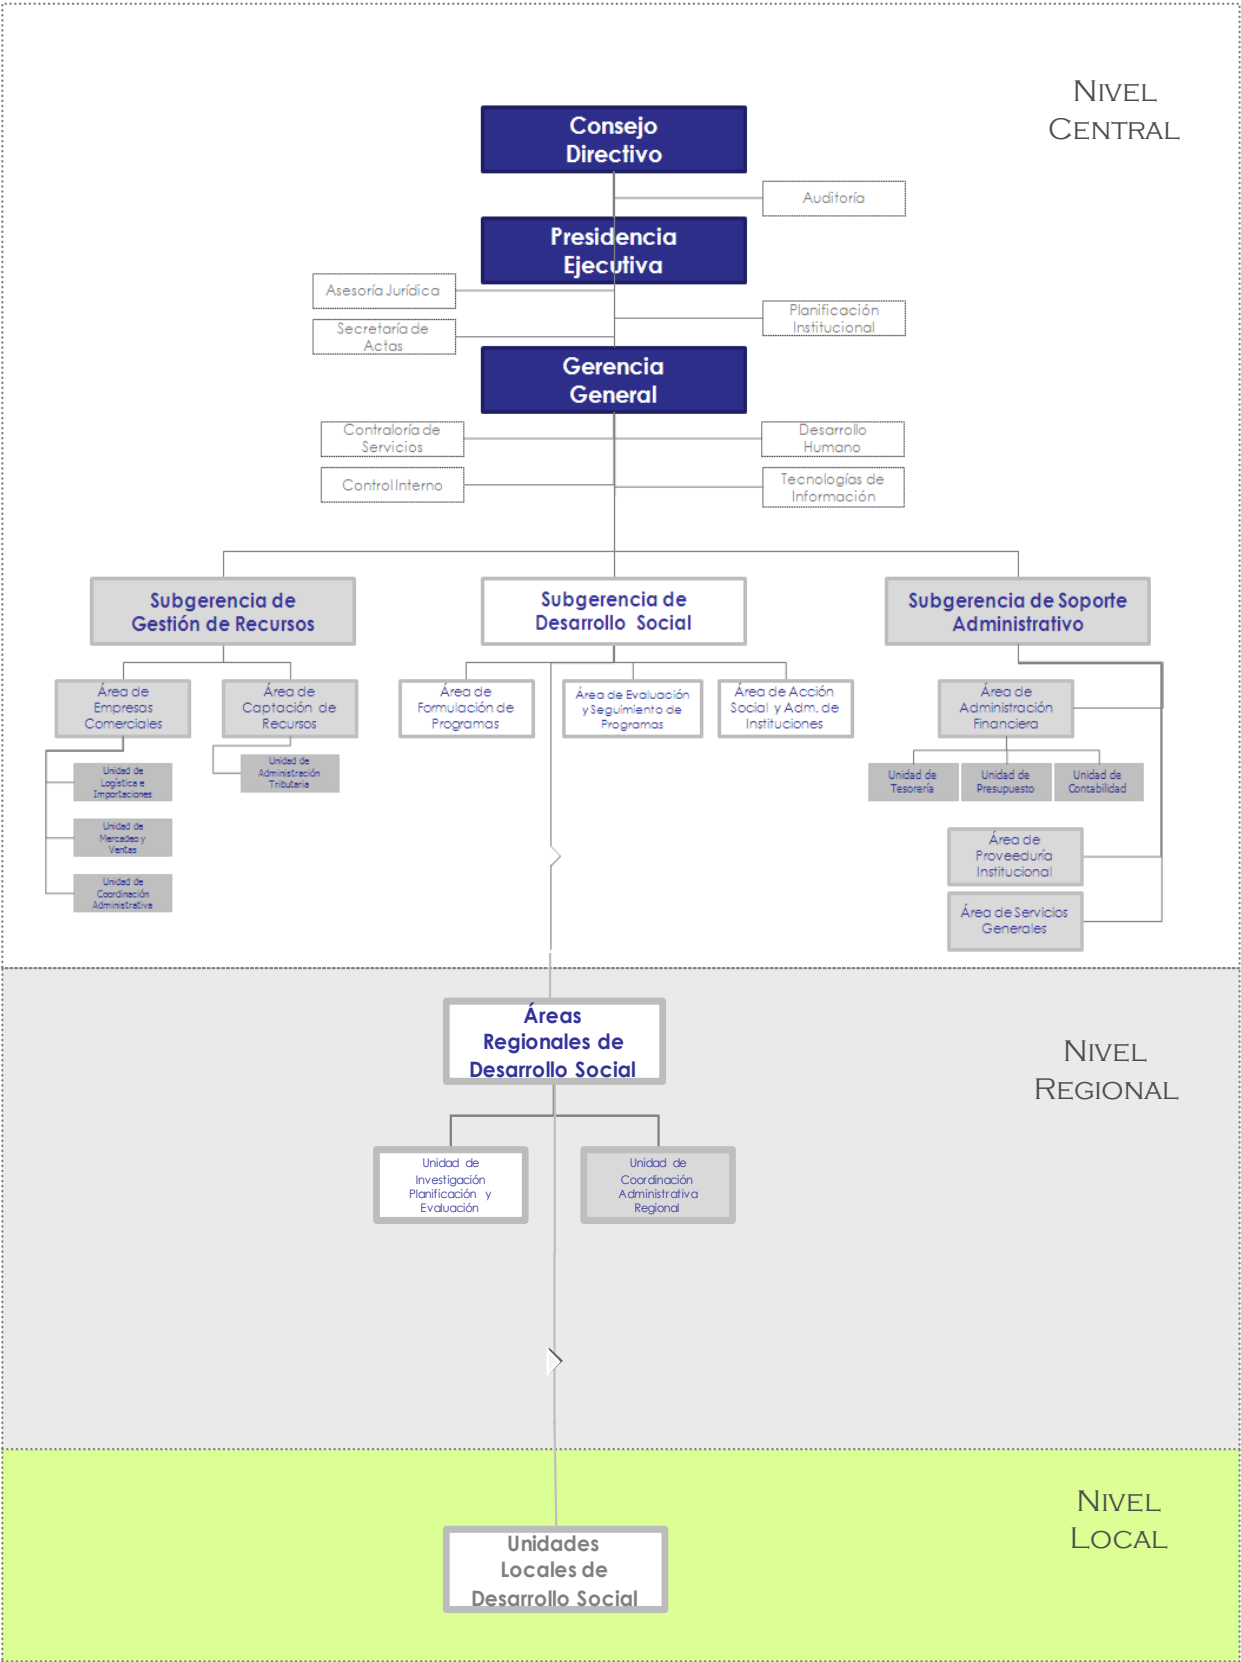 NIVEL
CENTRAL
Consejo
Directivo
Auditoría
Presidencia
Ejecutiva
Asesoría Jurídica
Planificación
Institucional
Secretaría de
Actas
Gerencia
General
Contraloría de
Servicios
Desarrollo
Humano
Control Interno
Tecnologías de
Información
Subgerencia de
Gestión de Recursos
Subgerencia de
Desarrollo Social
Subgerencia de Soporte
Administrativo
Área de
Empresas
Comerciales
Área de
Captación de
Recursos
Área de
Formulación de
Programas
Área de Evaluación
y Seguimiento de
Programas
Área de Acción
Social y Adm. de
Instituciones
Área de
Administración
Financiera
Unidad de
Logística e
Importaciones
Unidad de
Administración
Tributaria
Unidad de
Tesorería
Unidad de
Presupuesto
Unidad de
Contabilidad
Unidad de
Mercadeo y
Ventas
Área de
Proveeduría
Institucional
Unidad de
Coordinación
Administrativa
Área de Servicios
Generales
Áreas
Regionales de
Desarrollo Social
NIVEL
REGIONAL
Unidad de
Investigación
Planificación y
Evaluación
Unidad de
Coordinación
Administrativa
Regional
NIVEL
LOCAL
Unidades
Locales de
Desarrollo Social